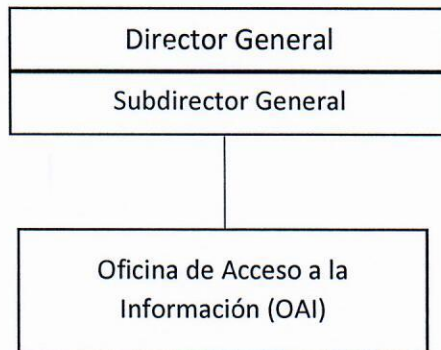 Director General
Subdirector General
Oficina de Acceso a la
Información (OAI)